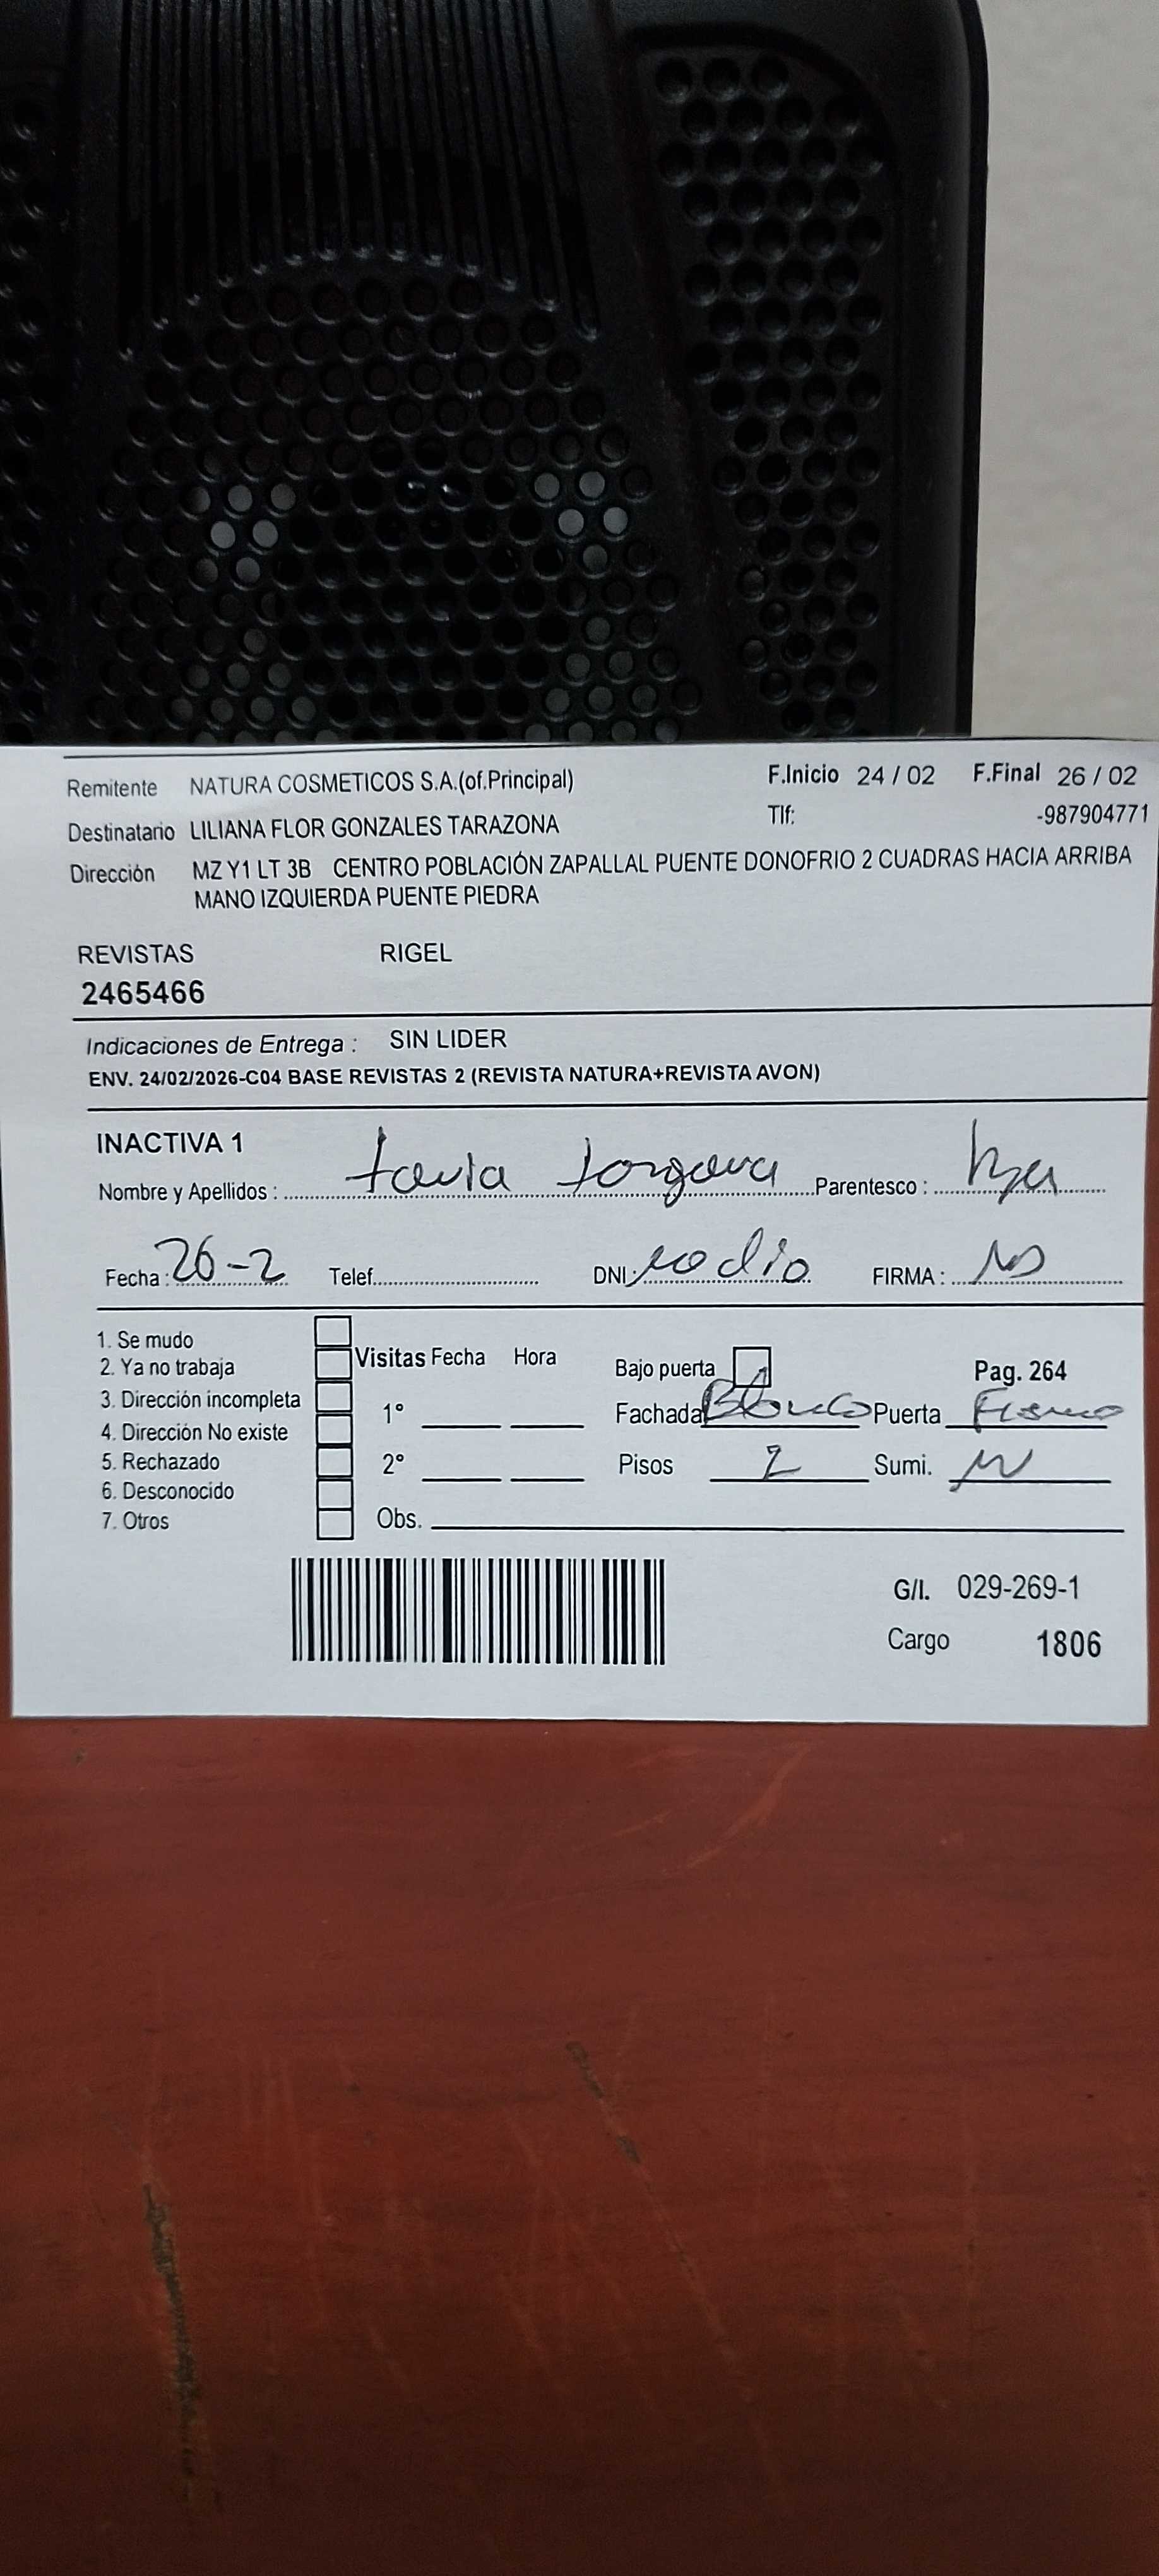 Remitente NATURA COSMETICOS S.A.(of.Principal) F.Inicio 24 / 02 F.Final 26 / 02
Destinatario LILIANA FLOR GONZALES TARAZONA Tlf: -987904771
Dirección MZ Y1 LT 3B CENTRO POBLACIÓN ZAPALLAL PUENTE DONOFRIO 2 CUADRAS HACIA ARRIBA
MANO IZQUIERDA PUENTE PIEDRA
REVISTAS RIGEL
2465466
Indicaciones de Entrega : SIN LIDER
ENV. 24/02/2026-C04 BASE REVISTAS 2 (REVISTA NATURA+REVISTA AVON)
INACTIVA 1
Nombre y Apellidos : Parentesco :
Fecha : 26-2 Telef. DNI: no dio FIRMA :
1. Se mudo
2. Ya no trabaja Visitas Fecha Hora Bajo puerta Pag. 264
3. Dirección incompleta 1° Fachada Blanco Puerta
4. Dirección No existe
5. Rechazado 2° Pisos 2 Sumi.
6. Desconocido
7. Otros Obs.
G/I. 029-269-1
Cargo 1806